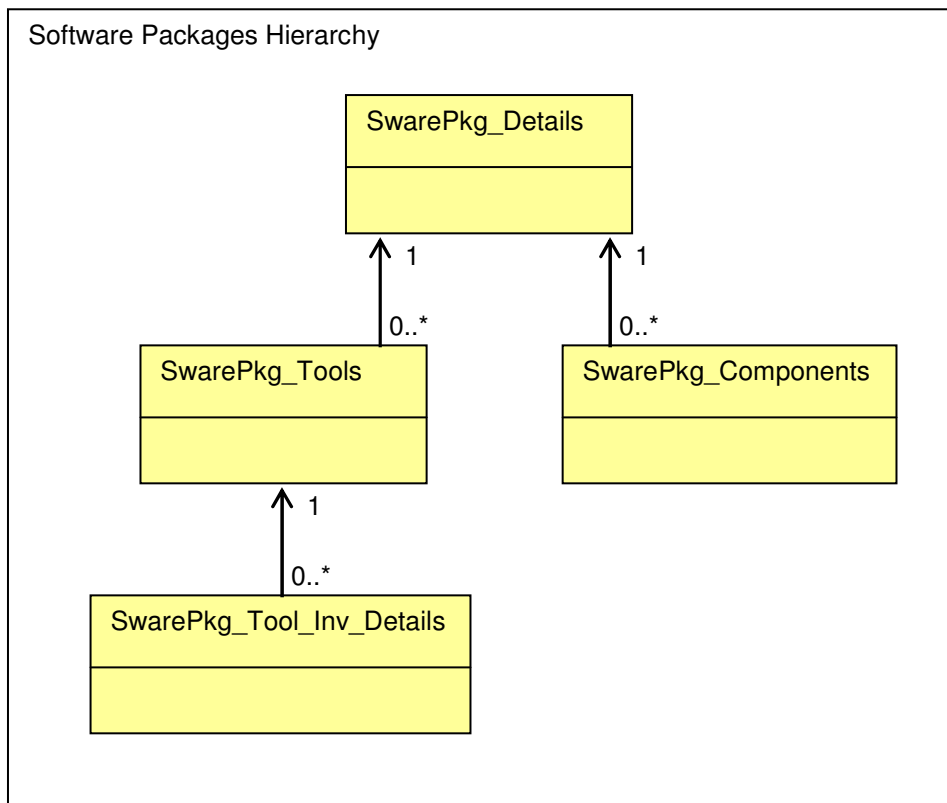 Software Packages Hierarchy
SwarePkg_Details
1
1
0..*
0..*
SwarePkg_Tools
SwarePkg_Components
1
0..*
SwarePkg_Tool_Inv_Details